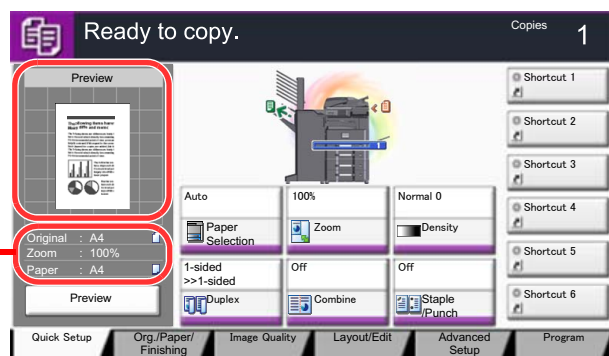 Ready to copy.
Copies
1
Preview
Original : A4
Zoom : 100%
Paper : A4
Preview
1
Auto
Paper
Selection
100%
Zoom
Normal 0
Density
1-sided
>>1-sided
Duplex
Off
Combine
Off
Staple
/Punch
Shortcut 1
Shortcut 2
Shortcut 3
Shortcut 4
Shortcut 5
Shortcut 6
Quick Setup
Org./Paper/
Finishing
Image Quality
Layout/Edit
Advanced
Setup
Program